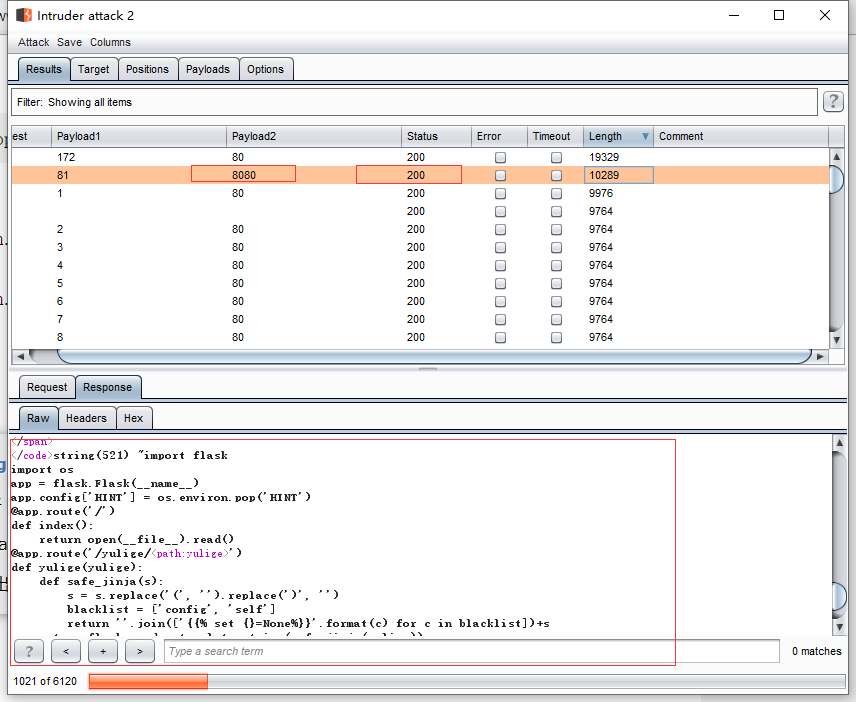 Intruder attack 2
Attack Save Columns
Results Target Positions Payloads Options
Filter: Showing all items ?
est Payload1 Payload2 Status Error Timeout Length Comment
172 80 200 19329
81 8080 200 10289
1 80 200 9976
200 9764
2 80 200 9764
3 80 200 9764
4 80 200 9764
5 80 200 9764
6 80 200 9764
7 80 200 9764
8 80 200 9764
Request Response
Raw Headers Hex
</span>
</code>string(521) "import flask
import os
app = flask.Flask(__name__)
app.config['HINT'] = os.environ.pop('HINT')
@app.route('/')
def index():
    return open(__file__).read()
@app.route('/yulige/<path:yulige>')
def yulige(yulige):
    def safe_jinja(s):
        s = s.replace('(', '').replace(')', '')
        blacklist = ['config', 'self']
        return ''.join(['{{% set {}=None%}}'.format(c) for c in blacklist])+s
? < + > Type a search term 0 matches
1021 of 6120